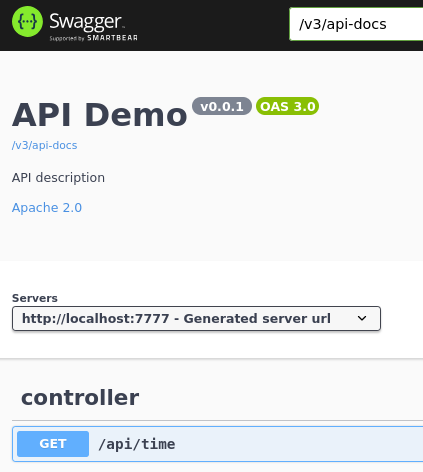 {···} Swagger™
Supported by SMARTBEAR
/v3/api-docs
API Demo v0.0.1 OAS 3.0
/v3/api-docs
API description
Apache 2.0
Servers
http://localhost:7777 - Generated server url
controller
GET /api/time